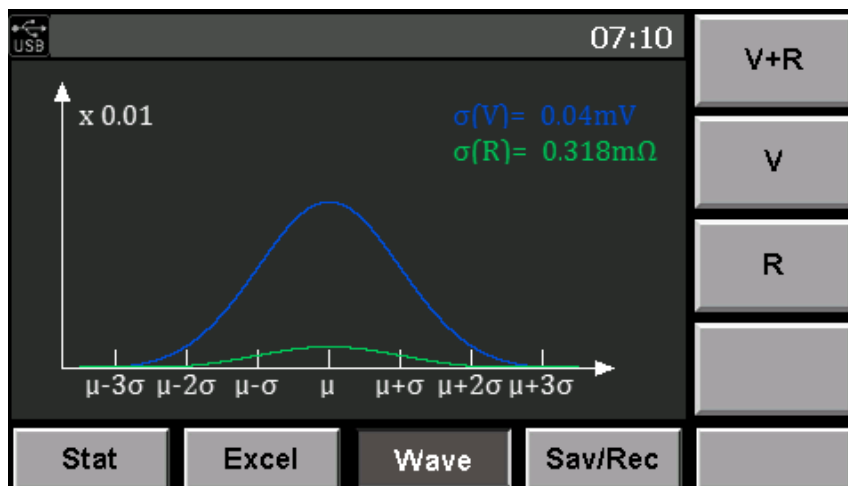 USB
07:10
x 0.01
σ(V)= 0.04mV
σ(R)= 0.318mΩ
μ-3σ μ-2σ μ-σ μ μ+σ μ+2σ μ+3σ
V+R
V
R
Stat Excel Wave Sav/Rec